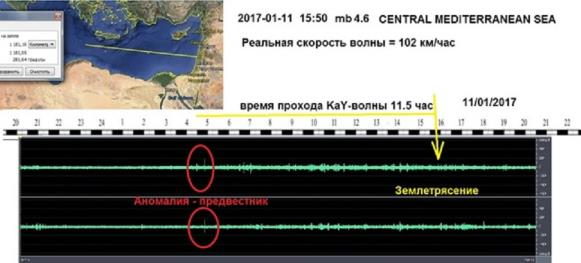 2017-01-11 15:50 mb 4.6 CENTRAL MEDITERRANEAN SEA
Реальная скорость волны = 102 км/час
время прохода KaY-волны 11.5 час
11/01/2017
20 21 22 23 24 1 2 3 4 5 6 7 8 9 10 11 12 13 14 15 16 17 18 19 20 21
Аномалия - предвестник
Землетрясение